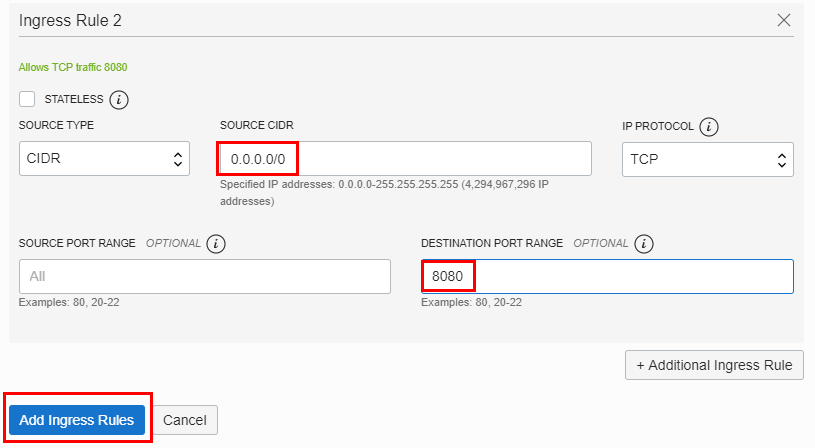 Ingress Rule 2
Allows TCP traffic 8080
STATELESS i
SOURCE TYPE
SOURCE CIDR
IP PROTOCOL i
CIDR
0.0.0.0/0
TCP
Specified IP addresses: 0.0.0.0-255.255.255.255 (4,294,967,296 IP
addresses)
SOURCE PORT RANGE OPTIONAL i
DESTINATION PORT RANGE OPTIONAL i
All
8080
Examples: 80, 20-22
Examples: 80, 20-22
+ Additional Ingress Rule
Add Ingress Rules
Cancel